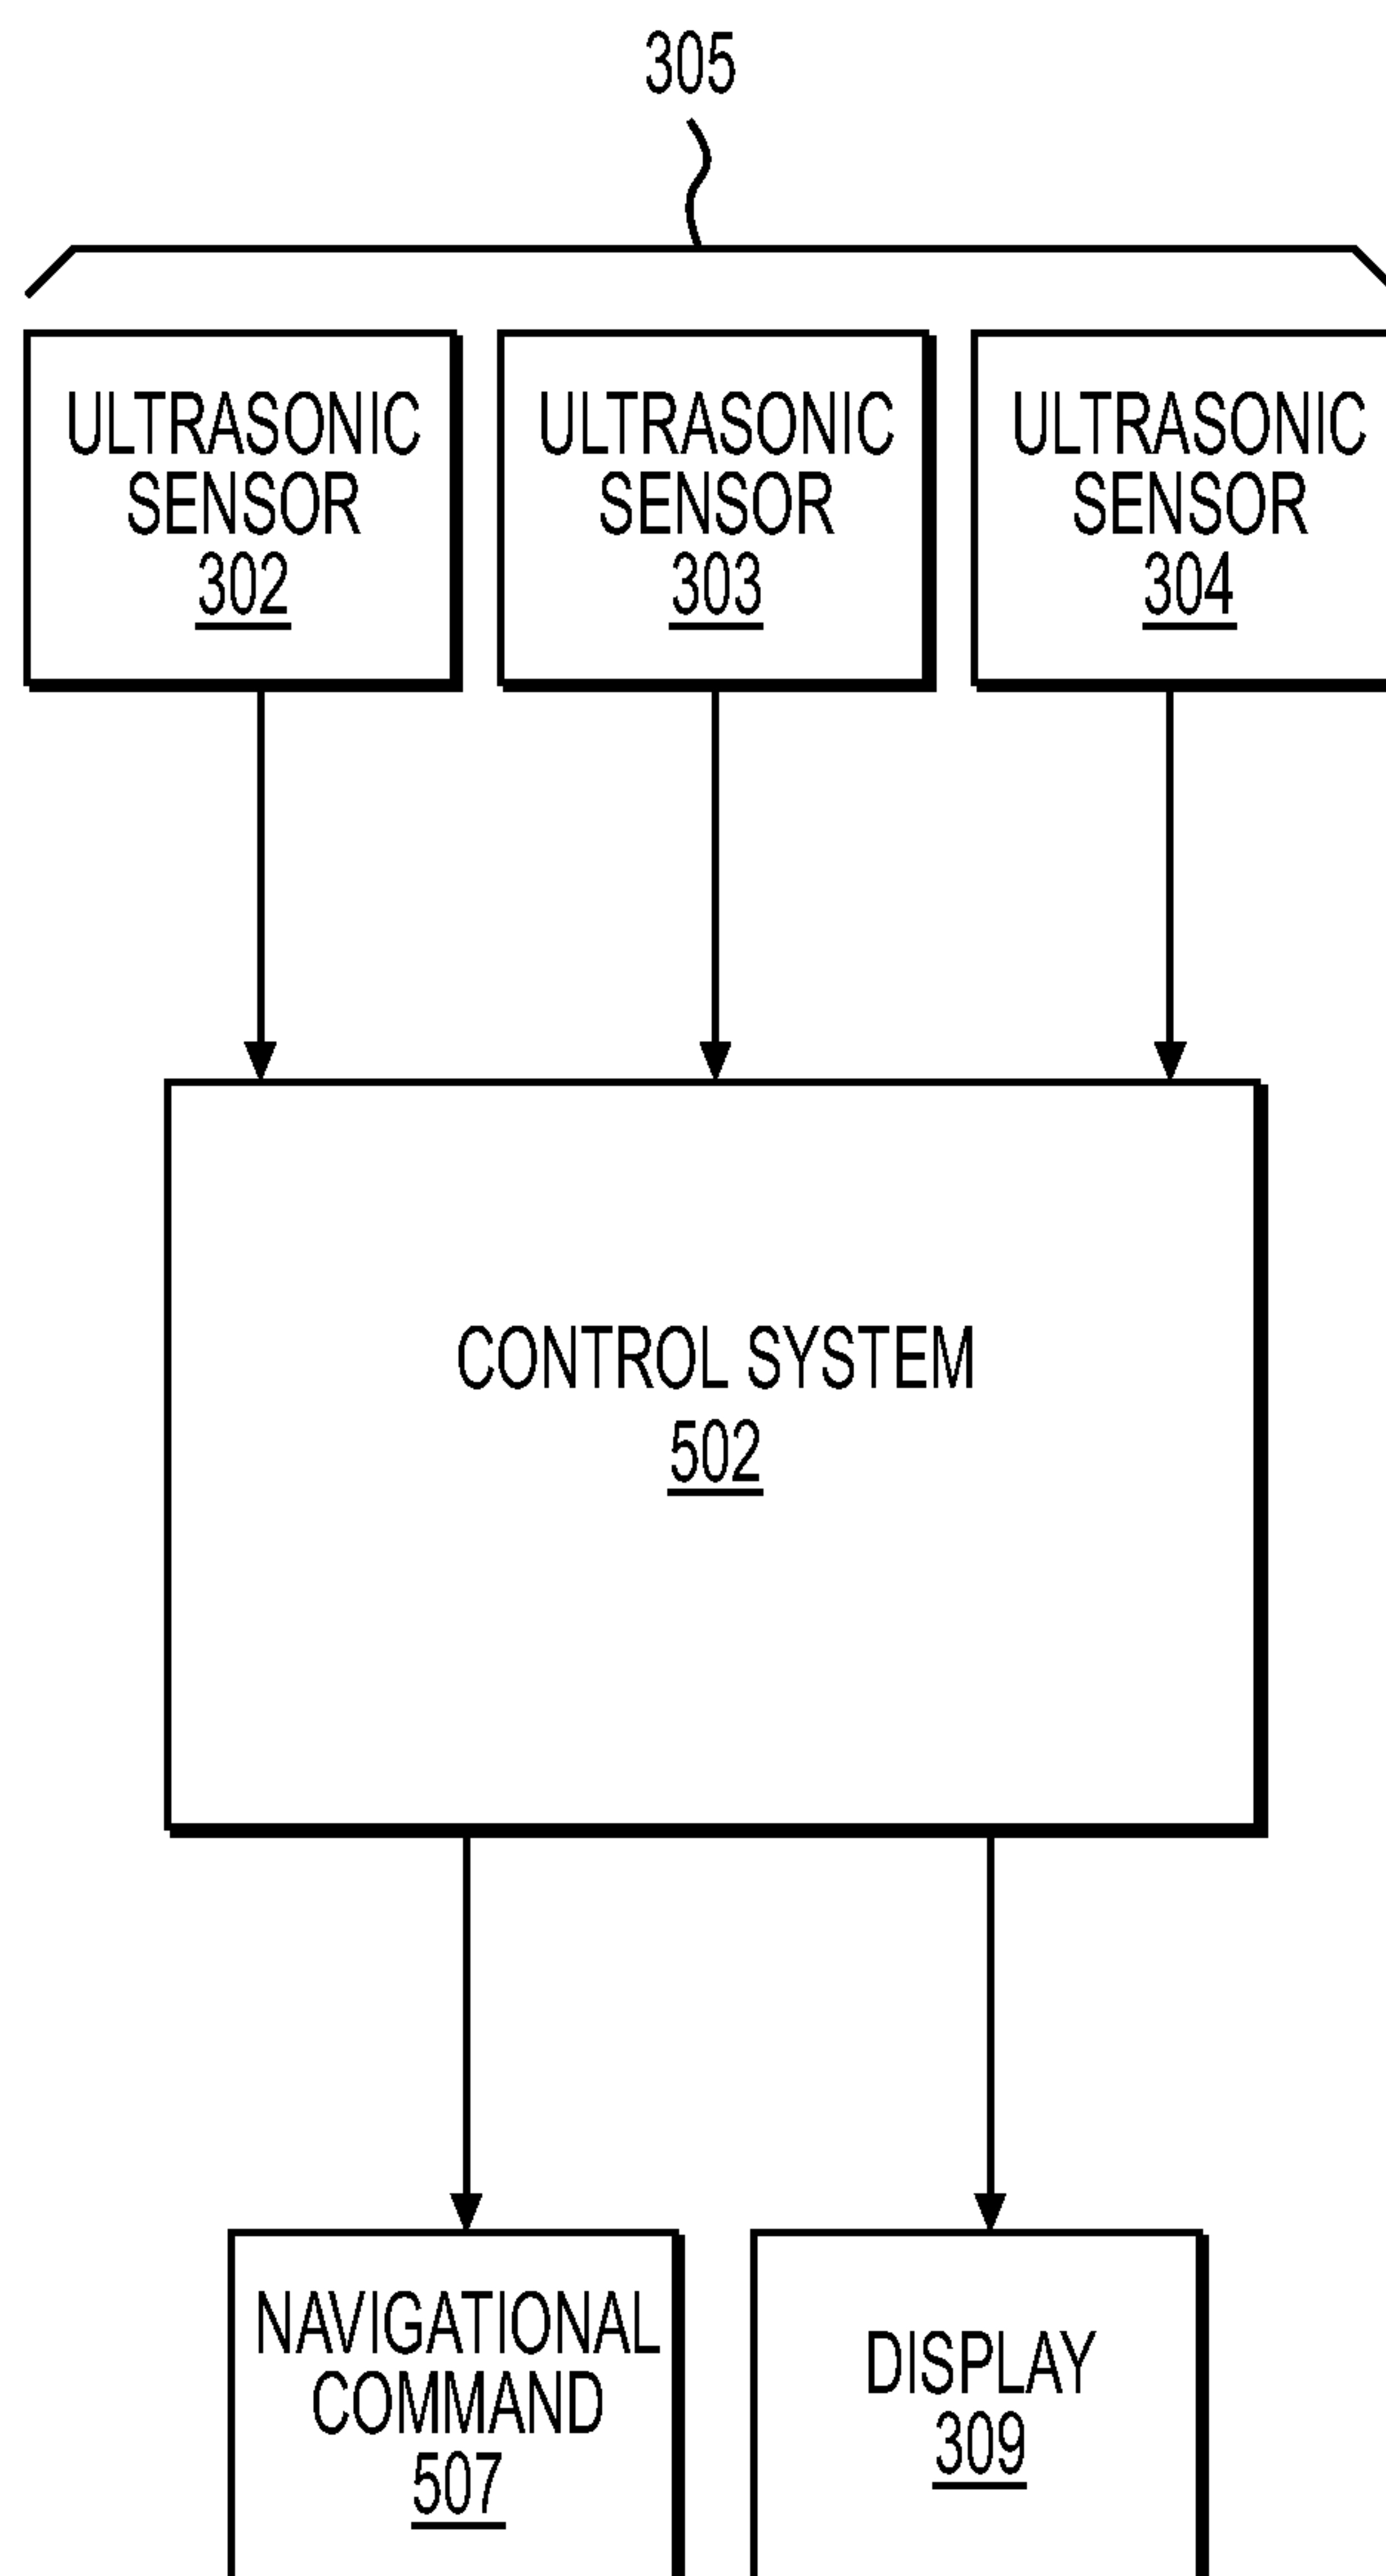 305
ULTRASONIC
SENSOR
302
ULTRASONIC
SENSOR
303
ULTRASONIC
SENSOR
304
CONTROL SYSTEM
502
NAVIGATIONAL
COMMAND
507
DISPLAY
309